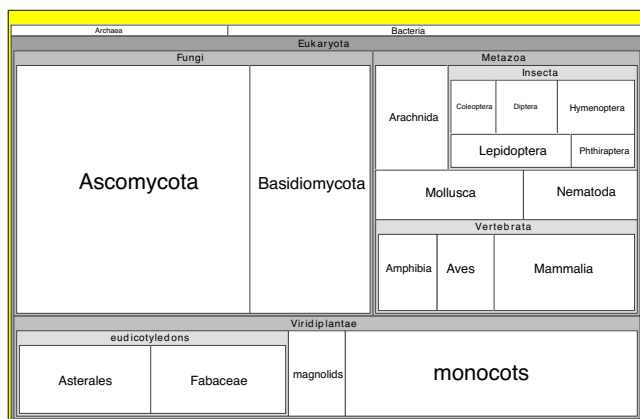 Archaea
Bacteria
Eukaryota
Fungi
Metazoa
Insecta
Coleoptera
Diptera
Hymenoptera
Arachnida
Lepidoptera
Phthiraptera
Ascomycota
Basidiomycota
Mollusca
Nematoda
Vertebrata
Amphibia
Aves
Mammalia
Viridiplantae
eudicotyledons
Asterales
Fabaceae
magnolids
monocots